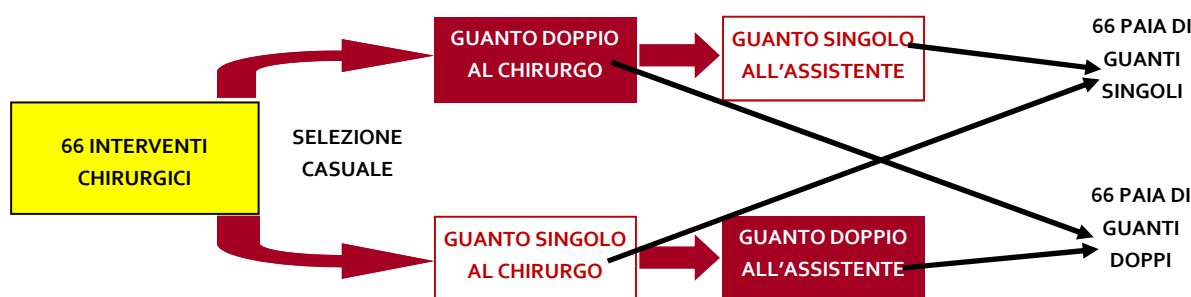 66 INTERVENTI
CHIRURGICI
SELEZIONE
CASUALE
GUANTO DOPPIO
AL CHIRURGO
GUANTO SINGOLO
ALL’ASSISTENTE
66 PAIA DI
GUANTI
SINGOLI
GUANTO SINGOLO
AL CHIRURGO
GUANTO DOPPIO
ALL’ASSISTENTE
66 PAIA DI
GUANTI
DOPPI